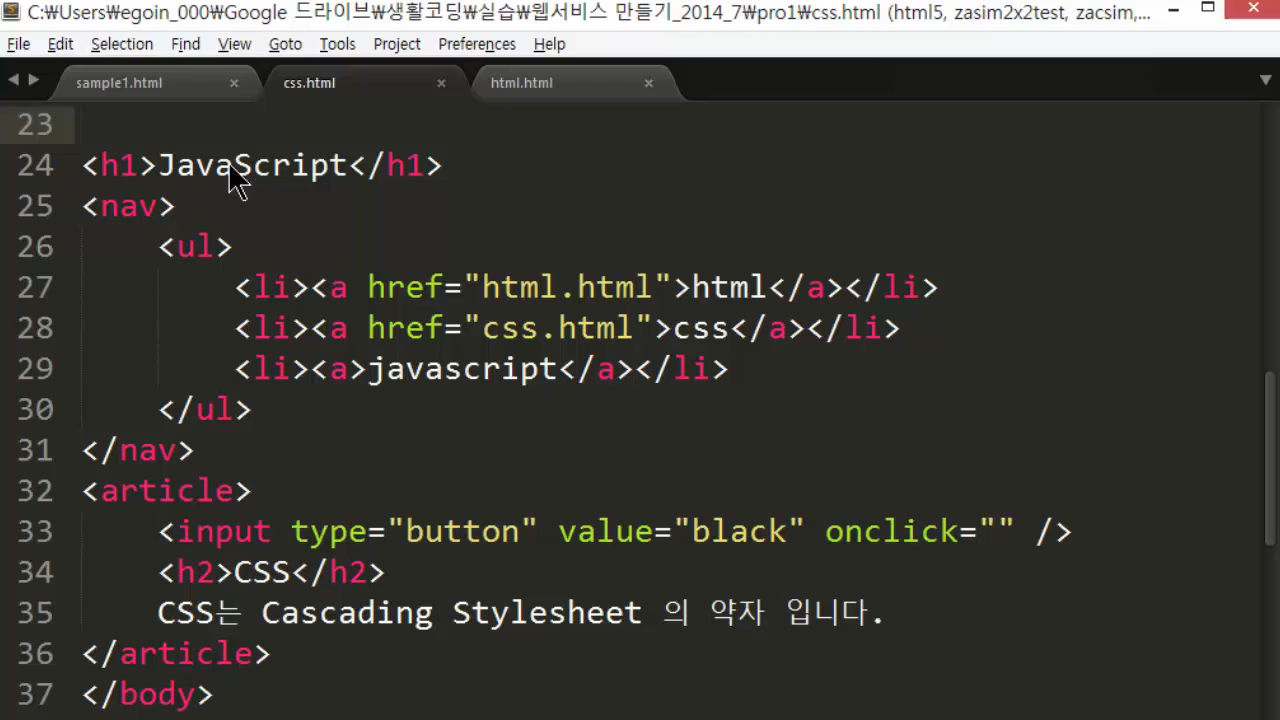 C:₩Users₩egoin_000₩Google 드라이브₩생활코딩₩실습₩웹서비스 만들기_2014_7₩pro1₩css.html (html5, zasim2x2test, zacsim,...
File Edit Selection Find View Goto Tools Project Preferences Help
sample1.html × css.html × html.html ×
23
24 <h1>JavaScript</h1>
25 <nav>
26 <ul>
27 <li><a href="html.html">html</a></li>
28 <li><a href="css.html">css</a></li>
29 <li><a>javascript</a></li>
30 </ul>
31 </nav>
32 <article>
33 <input type="button" value="black" onclick="" />
34 <h2>CSS</h2>
35 CSS는 Cascading Stylesheet 의 약자 입니다.
36 </article>
37 </body>